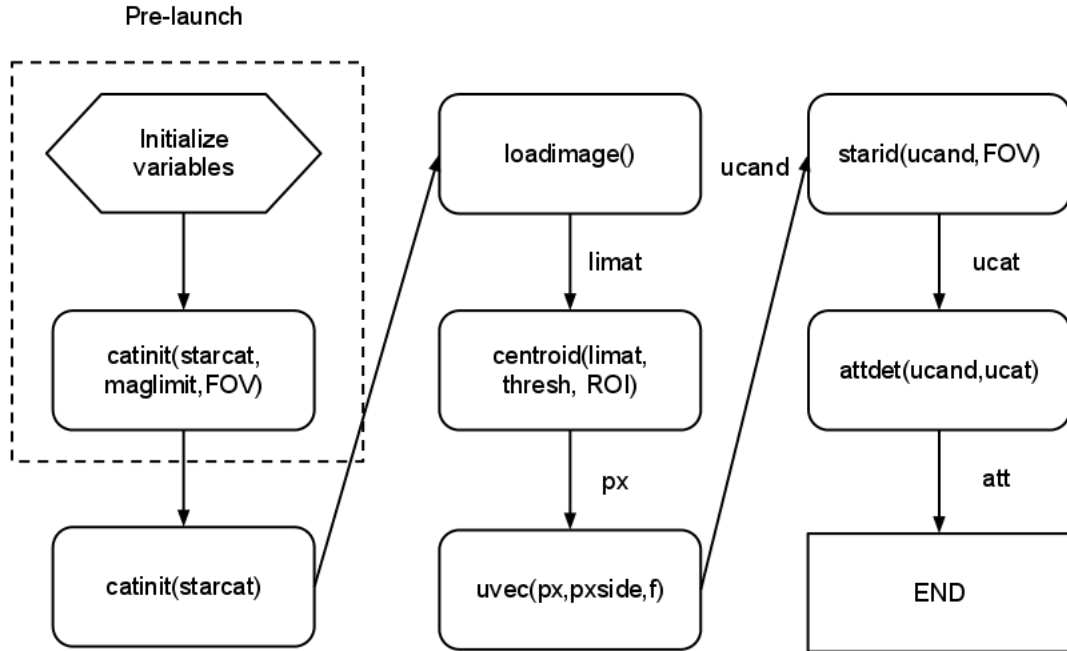 Pre-launch
Initialize
variables
catinit(starcat,
maglimit,FOV)
catinit(starcat)
loadimage()
limat
centroid(limat,
thresh, ROI)
px
uvec(px,pxside,f)
ucand
starid(ucand,FOV)
ucat
attdet(ucand,ucat)
att
END